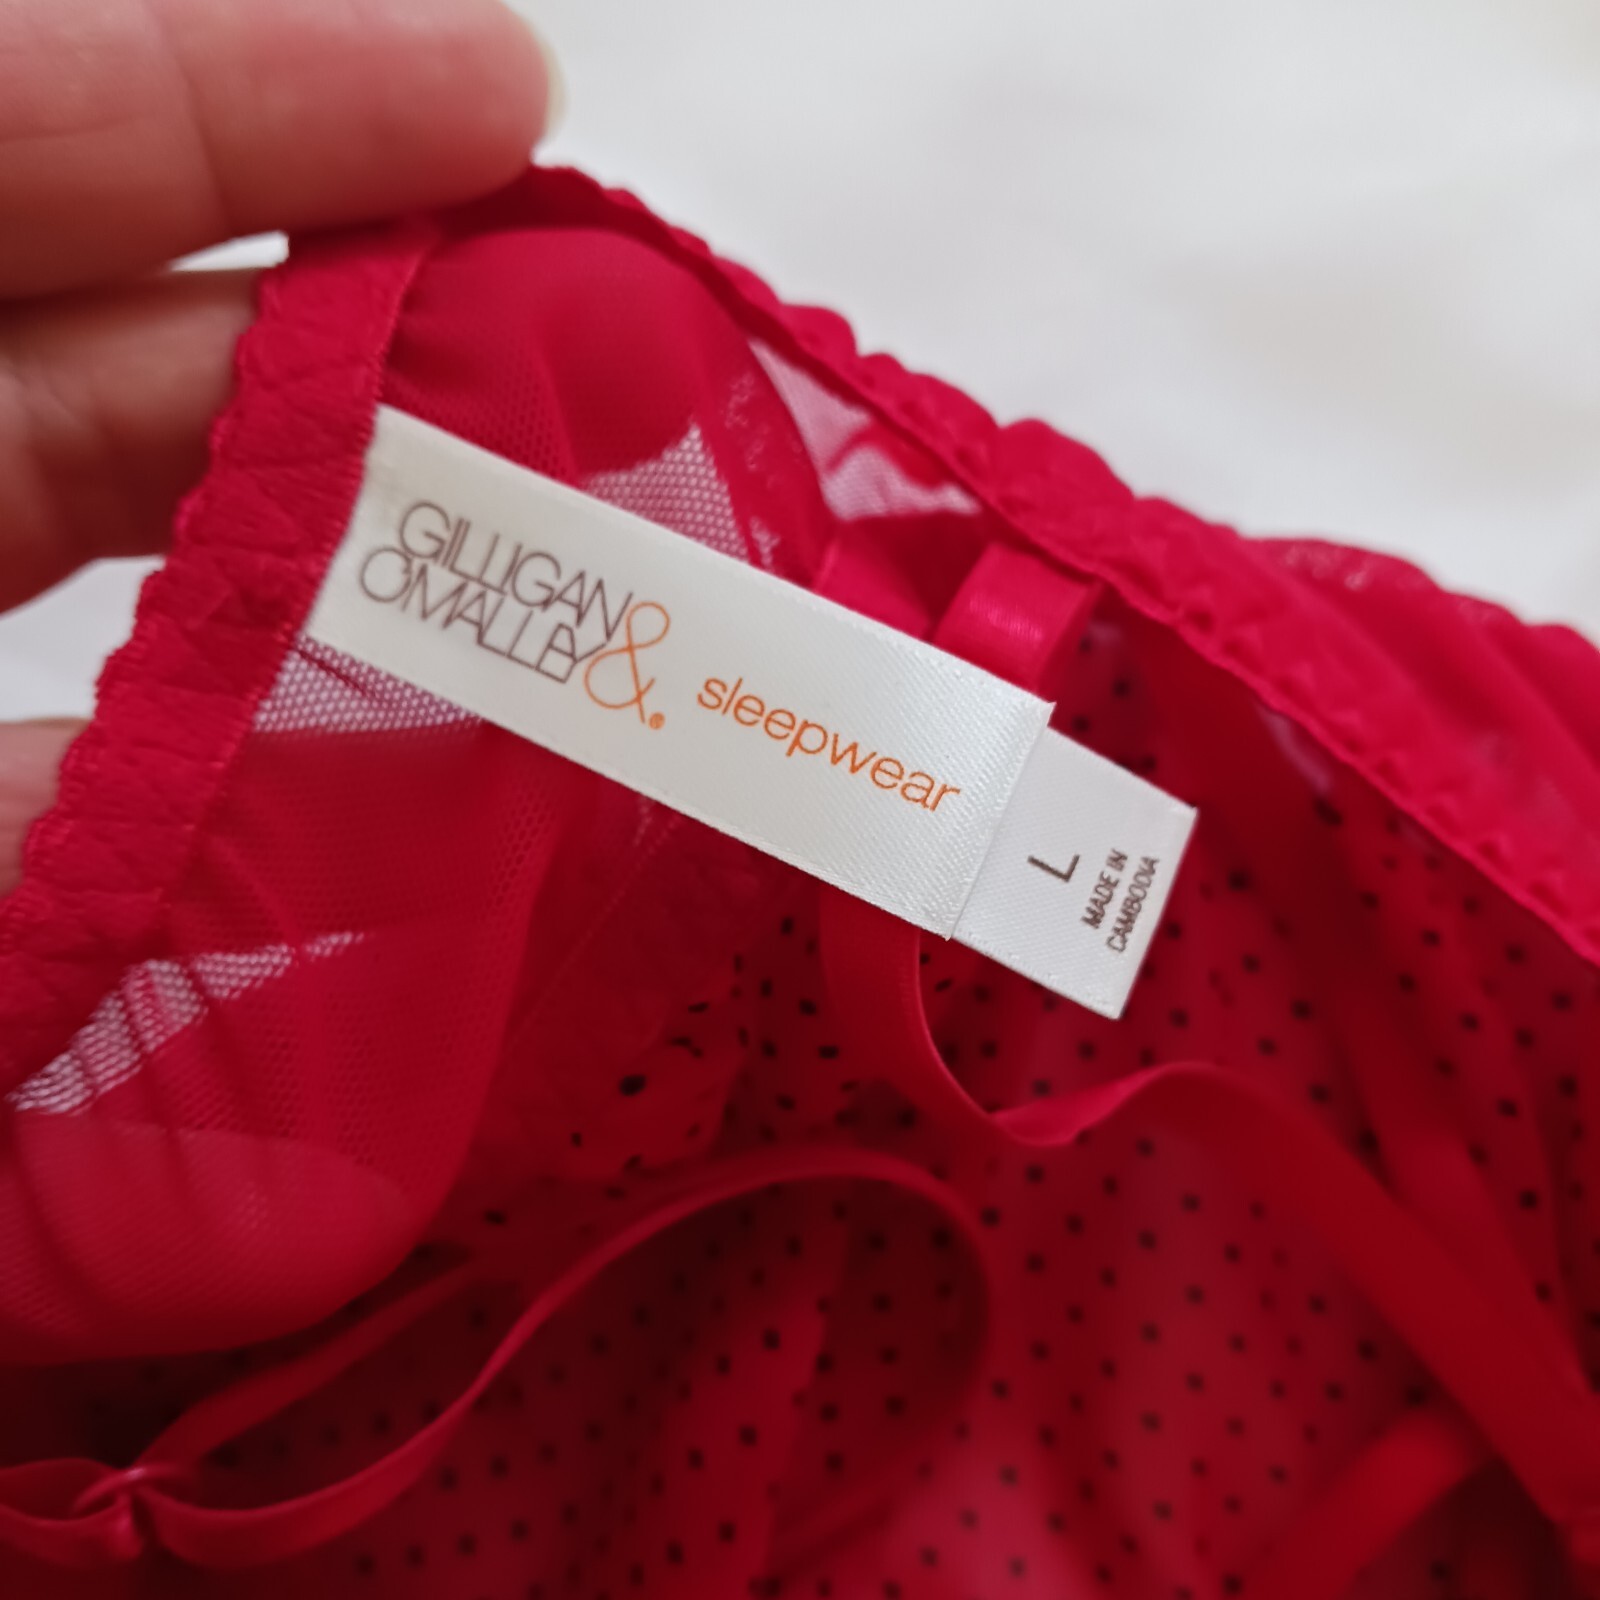 GILLIGAN
O'MALLEY &® sleepwear
L
MADE IN
CAMBODIA